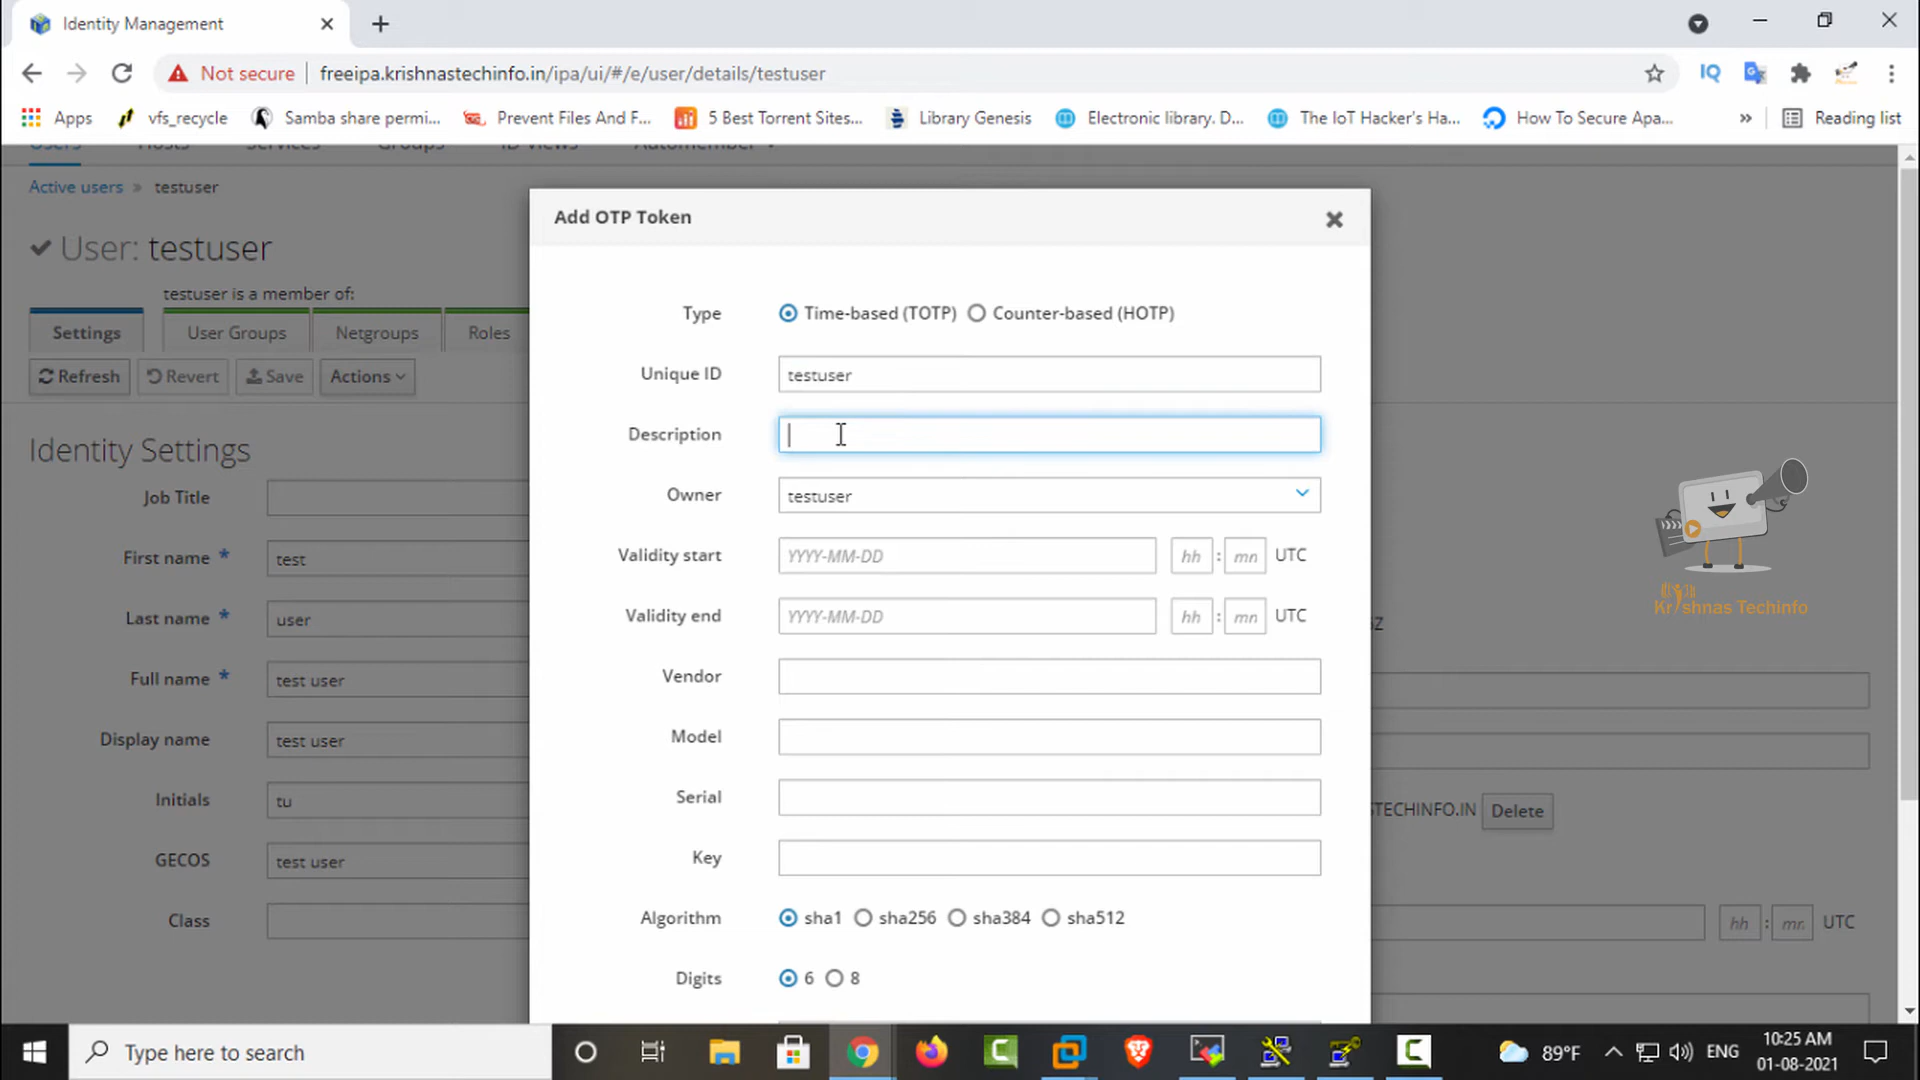 Identity Management
Not secure
freeipa.krishnastechinfo.in/ipa/ui/#/e/user/details/testuser
IQ
Apps
vfs_recycle
Samba share permi...
Prevent Files And F...
5 Best Torrent Sites...
Library Genesis
Electronic library. D...
The IoT Hacker's Ha...
How To Secure Apa...
»
Reading list
Users
Hosts
Services
Groups
ID Views
Automember
Active users » testuser
User: testuser
testuser is a member of:
Settings
User Groups
Netgroups
Roles
Refresh
Revert
Save
Actions
Identity Settings
Job Title
First name *
test
Last name *
user
Full name *
test user
Display name
test user
Initials
tu
GECOS
test user
Class
Add OTP Token
Type
Time-based (TOTP)
Counter-based (HOTP)
Unique ID
testuser
Description
Owner
testuser
Validity start
YYYY-MM-DD
hh : mn UTC
Validity end
YYYY-MM-DD
hh : mn UTC
Vendor
Model
Serial
Key
Algorithm
sha1
sha256
sha384
sha512
Digits
6
8
Krishnas Techinfo
Z
TECHINFO.IN
Delete
hh : mn UTC
Type here to search
89°F
ENG
10:25 AM
01-08-2021